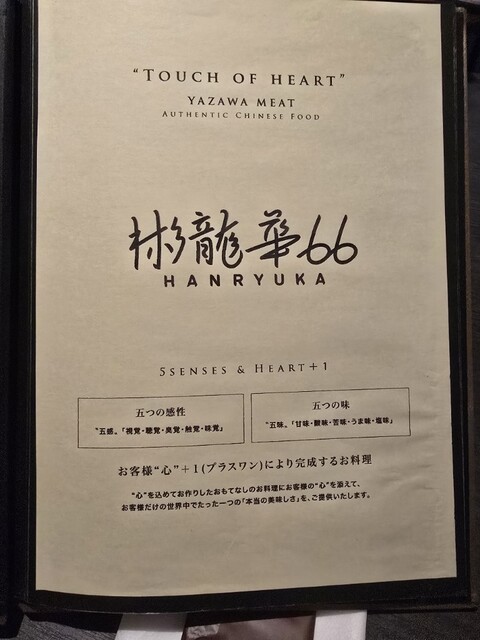 “TOUCH OF HEART”
YAZAWA MEAT
AUTHENTIC CHINESE FOOD
彬龍華66
HANRYUKA
5SENSES & HEART+1
五つの感性
“五感„「視覚・聴覚・臭覚・触覚・味覚」
五つの味
“五味„「甘味・酸味・苦味・うま味・塩味」
お客様“心”+1(プラスワン)により完成するお料理
“心”を込めてお作りしたおもてなしのお料理にお客様の“心”を添えて、
お客様だけの世界中でたった一つの「本当の美味しさ」を、ご提供いたします。